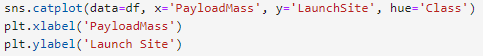 sns.catplot(data=df, x='PayloadMass', y='LaunchSite', hue='Class')
plt.xlabel('PayloadMass')
plt.ylabel('Launch Site')